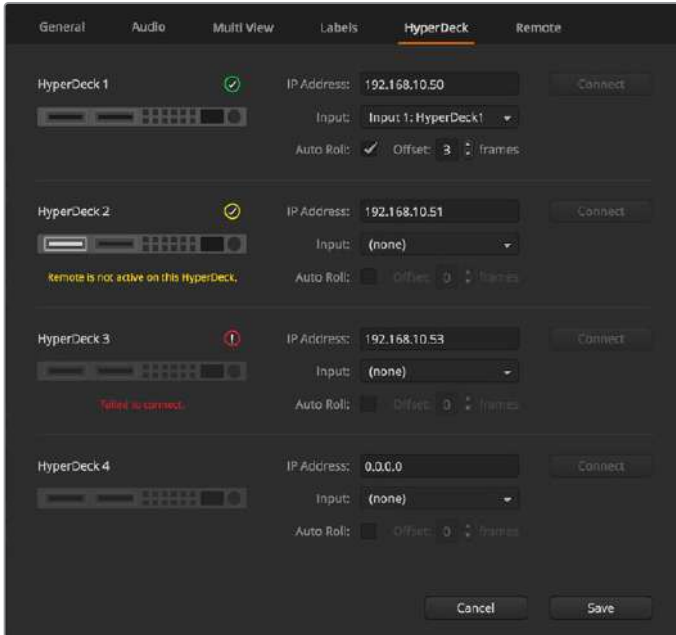 General Audio Multi View Labels HyperDeck Remote
HyperDeck 1 IP Address: 192.168.10.50 Connect
Input: Input 1: HyperDeck1
Auto Roll: Offset: 3 frames
HyperDeck 2 IP Address: 192.168.10.51 Connect
Input: (none)
Remote is not active on this HyperDeck. Auto Roll: Offset: 0 frames
HyperDeck 3 IP Address: 192.168.10.53 Connect
Input: (none)
Failed to connect. Auto Roll: Offset: 0 frames
HyperDeck 4 IP Address: 0.0.0.0 Connect
Input: (none)
Auto Roll: Offset: 0 frames
Cancel Save